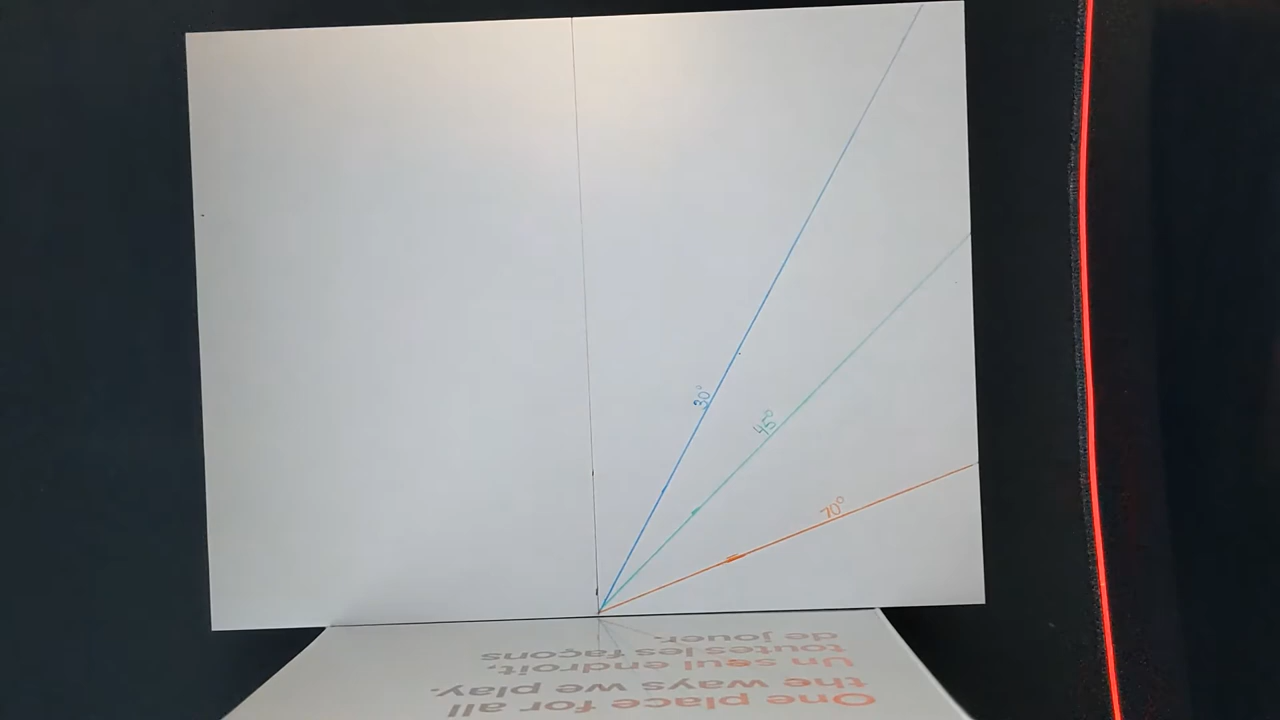 30°
45°
70°
One place for all
the ways we play.
Un seul endroit,
toutes les façons
de jouer.